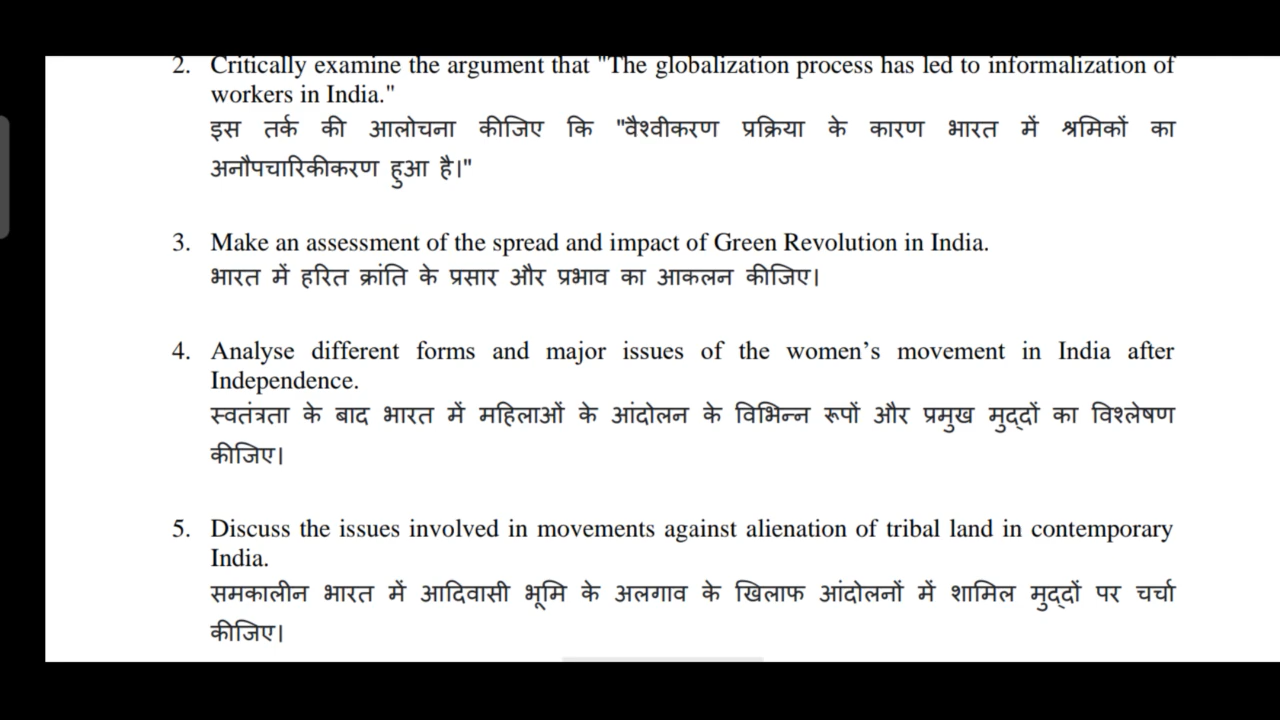 2. Critically examine the argument that "The globalization process has led to informalization of
workers in India."
इस तर्क की आलोचना कीजिए कि "वैश्वीकरण प्रक्रिया के कारण भारत में श्रमिकों का
अनौपचारिकीकरण हुआ है।"
3. Make an assessment of the spread and impact of Green Revolution in India.
भारत में हरित क्रांति के प्रसार और प्रभाव का आकलन कीजिए।
4. Analyse different forms and major issues of the women’s movement in India after
Independence.
स्वतंत्रता के बाद भारत में महिलाओं के आंदोलन के विभिन्न रूपों और प्रमुख मुद्दों का विश्लेषण
कीजिए।
5. Discuss the issues involved in movements against alienation of tribal land in contemporary
India.
समकालीन भारत में आदिवासी भूमि के अलगाव के खिलाफ आंदोलनों में शामिल मुद्दों पर चर्चा
कीजिए।